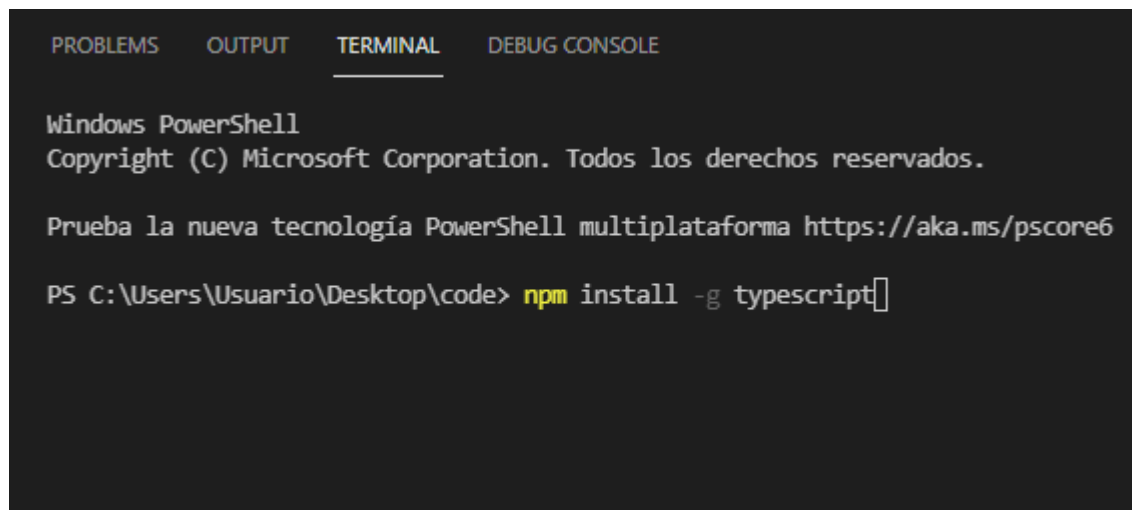 PROBLEMS OUTPUT TERMINAL DEBUG CONSOLE
Windows PowerShell
Copyright (C) Microsoft Corporation. Todos los derechos reservados.
Prueba la nueva tecnología PowerShell multiplataforma https://aka.ms/pscore6
PS C:\Users\Usuario\Desktop\code> npm install -g typescript